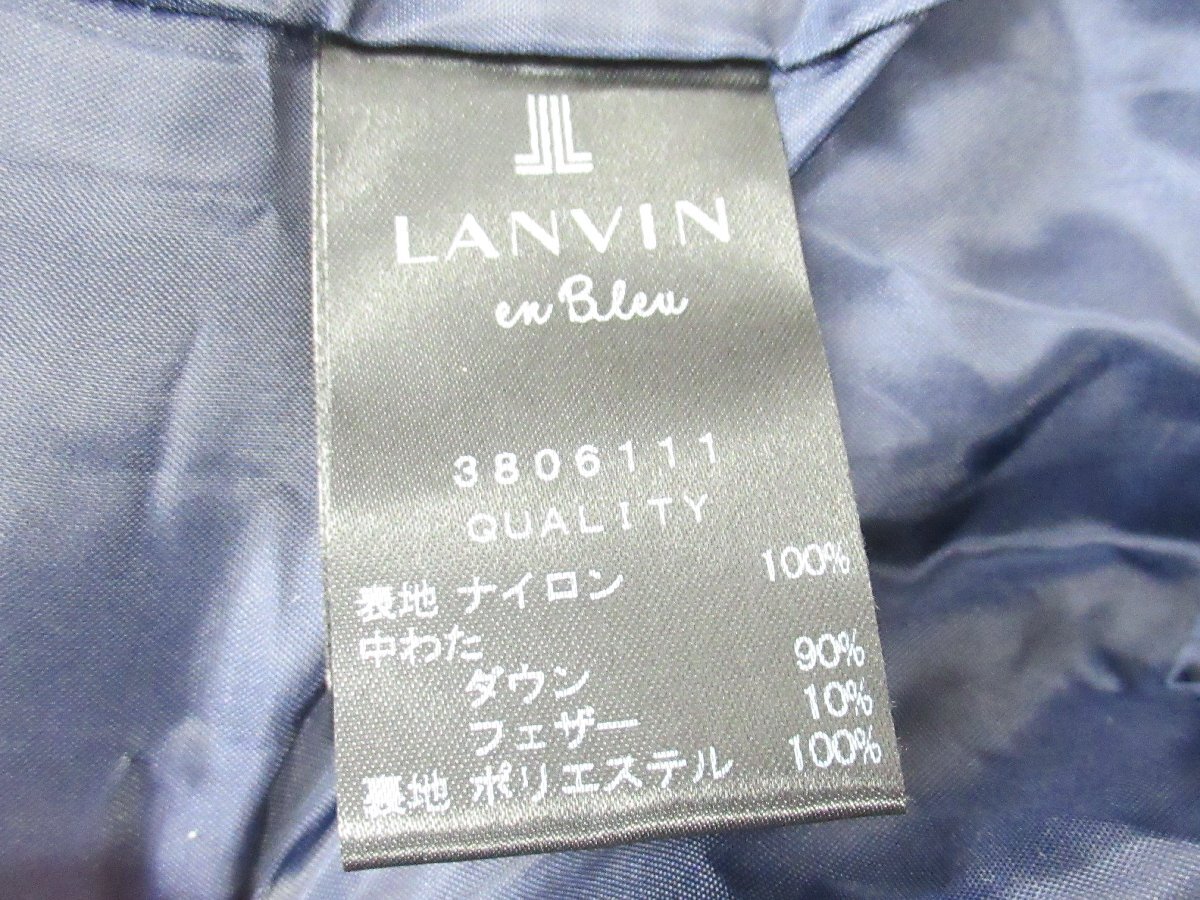 LANVIN
en Bleu
3806111
QUALITY
表地 ナイロン 100%
中わた
ダウン 90%
フェザー 10%
裏地 ポリエステル 100%